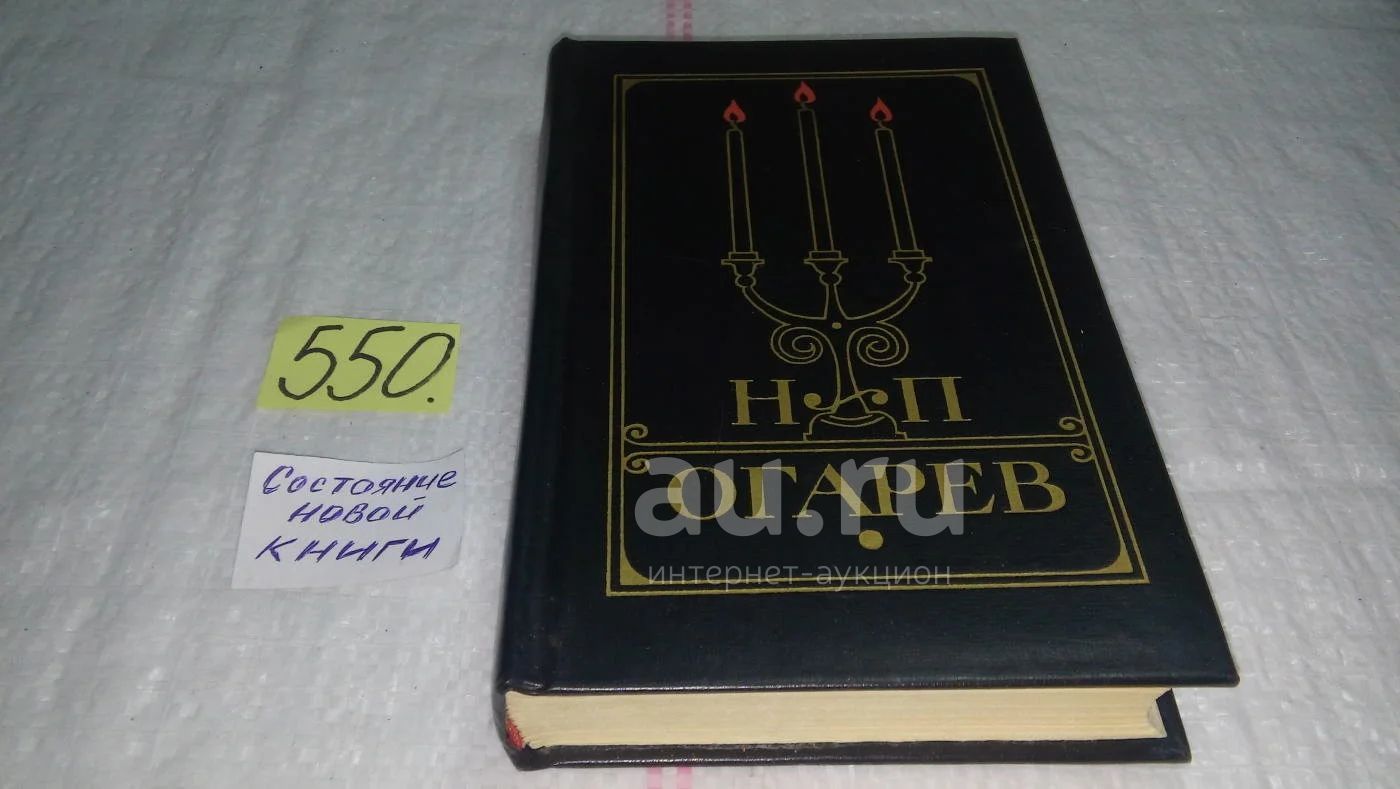 550.
Состояние
новой
книги
Н П
ОГАРЕВ
au.ru
интернет-аукцион